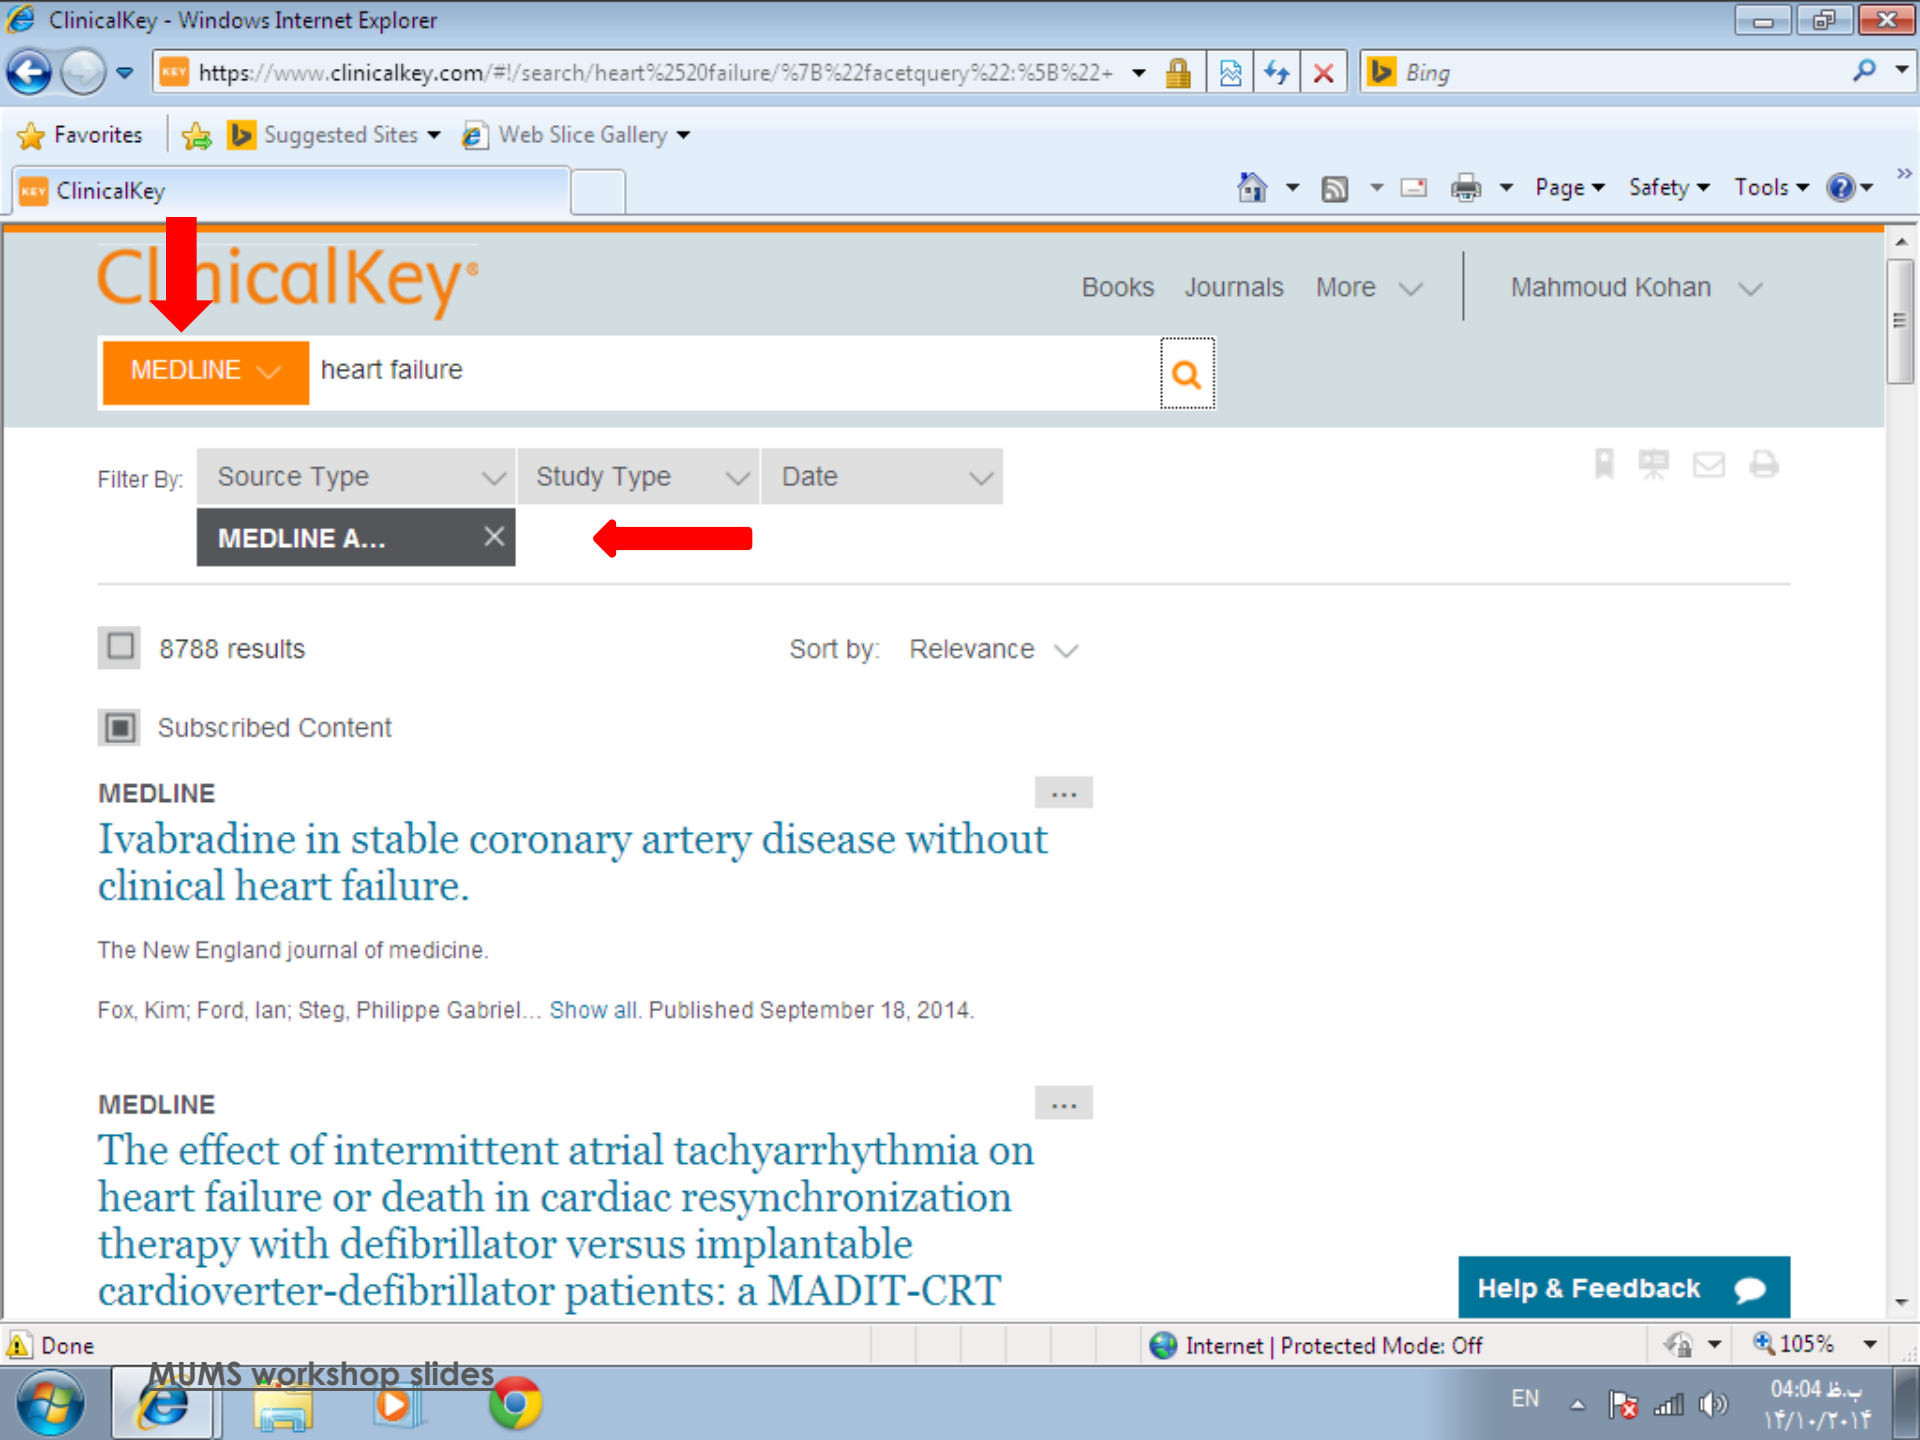 ClinicalKey - Windows Internet Explorer
KEY https://www.clinicalkey.com/#!/search/heart%2520failure/%7B%22facetquery%22:%5B%22+ Bing
Favorites Suggested Sites Web Slice Gallery
KEY ClinicalKey Page Safety Tools
ClinicalKey®
Books Journals More Mahmoud Kohan
MEDLINE heart failure
Filter By: Source Type Study Type Date
MEDLINE A...
8788 results Sort by: Relevance
Subscribed Content
MEDLINE ...
Ivabradine in stable coronary artery disease without
clinical heart failure.
The New England journal of medicine.
Fox, Kim; Ford, Ian; Steg, Philippe Gabriel... Show all. Published September 18, 2014.
MEDLINE ...
The effect of intermittent atrial tachyarrhythmia on
heart failure or death in cardiac resynchronization
therapy with defibrillator versus implantable
cardioverter-defibrillator patients: a MADIT-CRT
Help & Feedback
Done Internet | Protected Mode: Off 105%
MUMS workshop slides
EN 04:04 ب.ظ
۱۴/۱۰/۲۰۱۴